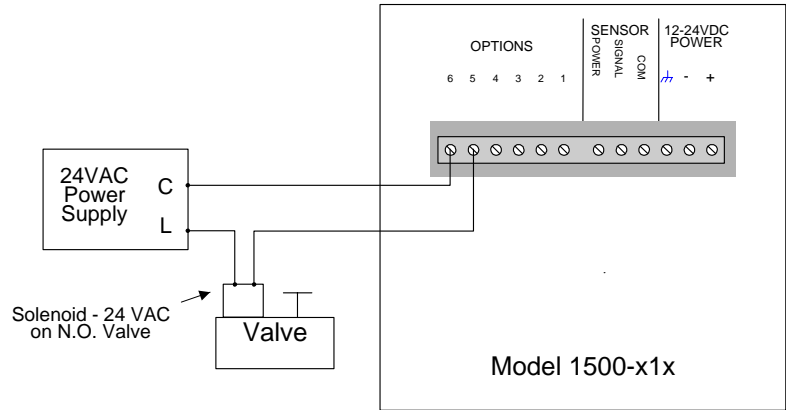 OPTIONS
SENSOR
12-24VDC
POWER
POWER
SIGNAL
COM
6 5 4 3 2 1
- +
24VAC
Power
Supply
C
L
Solenoid - 24 VAC
on N.O. Valve
Valve
Model 1500-x1x